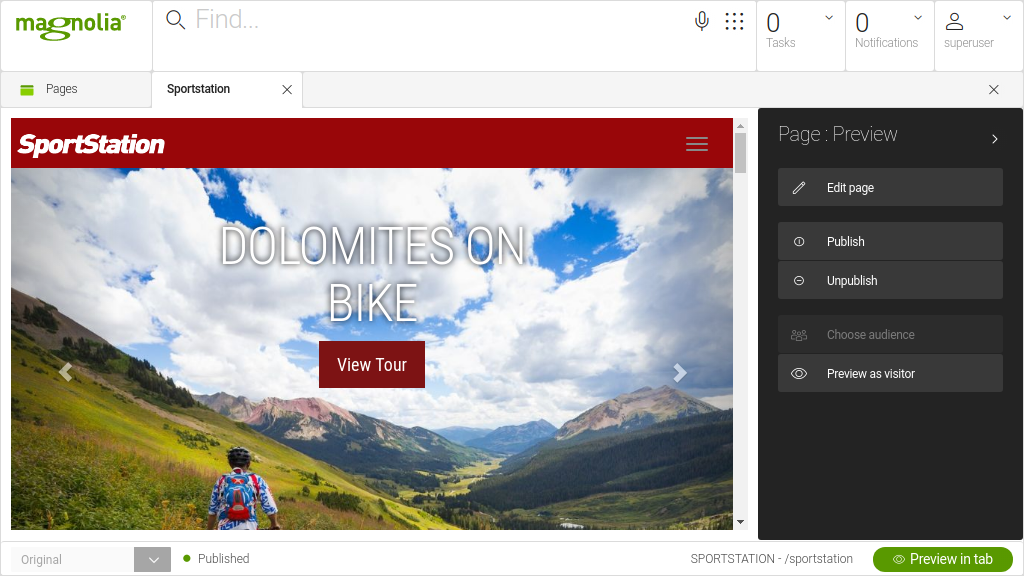 magnolia®
Find...
0
Tasks
0
Notifications
superuser
Pages
Sportstation
SportStation
DOLOMITES ON
BIKE
View Tour
Page : Preview
Edit page
Publish
Unpublish
Choose audience
Preview as visitor
Original
Published
SPORTSTATION - /sportstation
Preview in tab